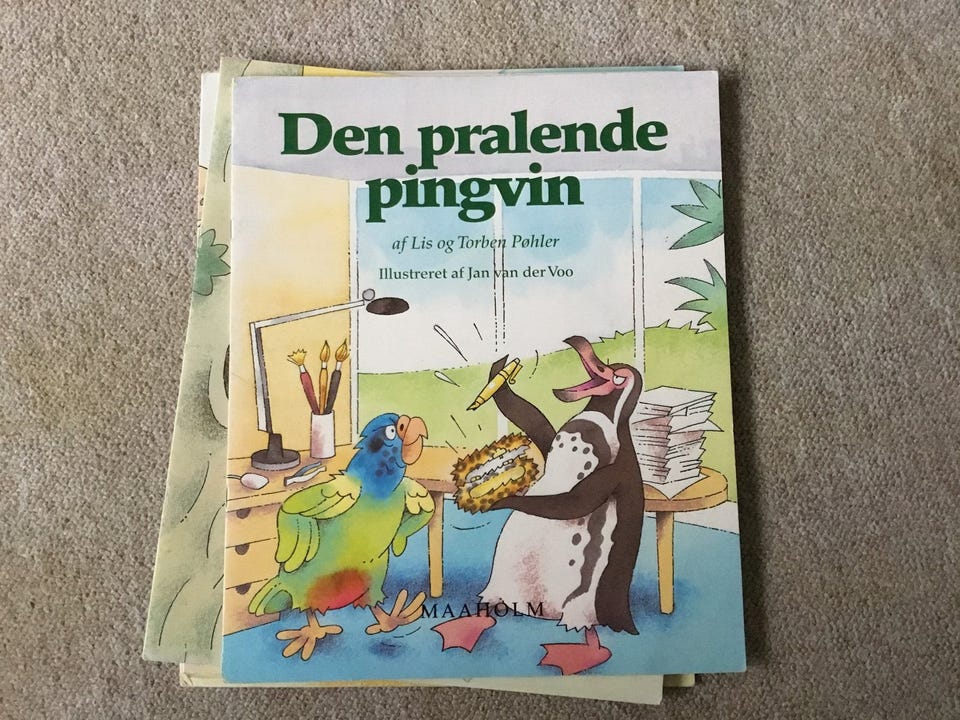 Den pralende
pingvin
af Lis og Torben Pøhler
Illustreret af Jan van der Voo
MAAHOLM